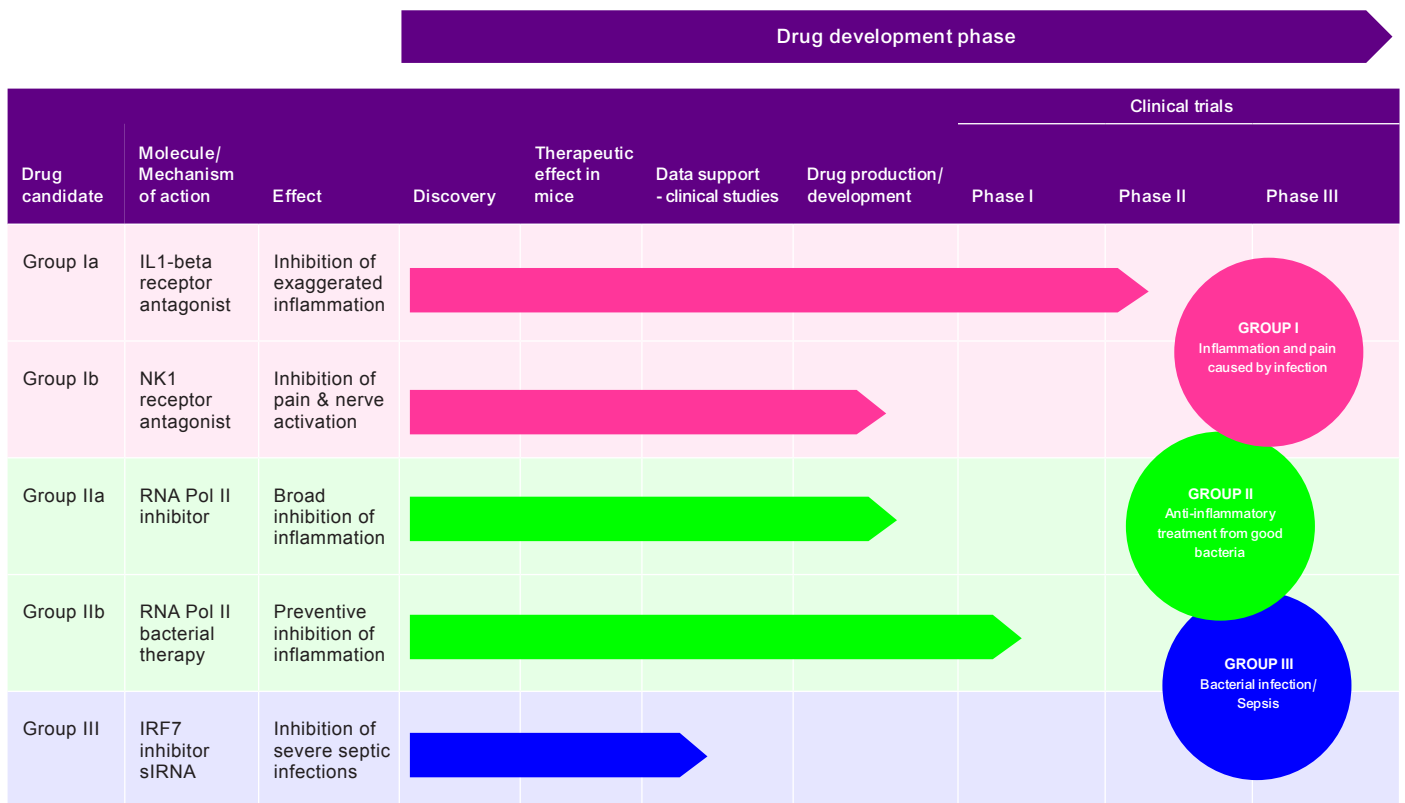 Drug development phase
Clinical trials
Drug
candidate
Molecule/
Mechanism
of action
Effect
Discovery
Therapeutic
effect in
mice
Data support
- clinical studies
Drug production/
development
Phase I
Phase II
Phase III
Group Ia
IL1-beta
receptor
antagonist
Inhibition of
exaggerated
inflammation
Group Ib
NK1
receptor
antagonist
Inhibition of
pain & nerve
activation
Group IIa
RNA Pol II
inhibitor
Broad
inhibition of
inflammation
Group IIb
RNA Pol II
bacterial
therapy
Preventive
inhibition of
inflammation
Group III
IRF7
inhibitor
sIRNA
Inhibition of
severe septic
infections
GROUP I
Inflammation and pain
caused by infection
GROUP II
Anti-inflammatory
treatment from good
bacteria
GROUP III
Bacterial infection/
Sepsis